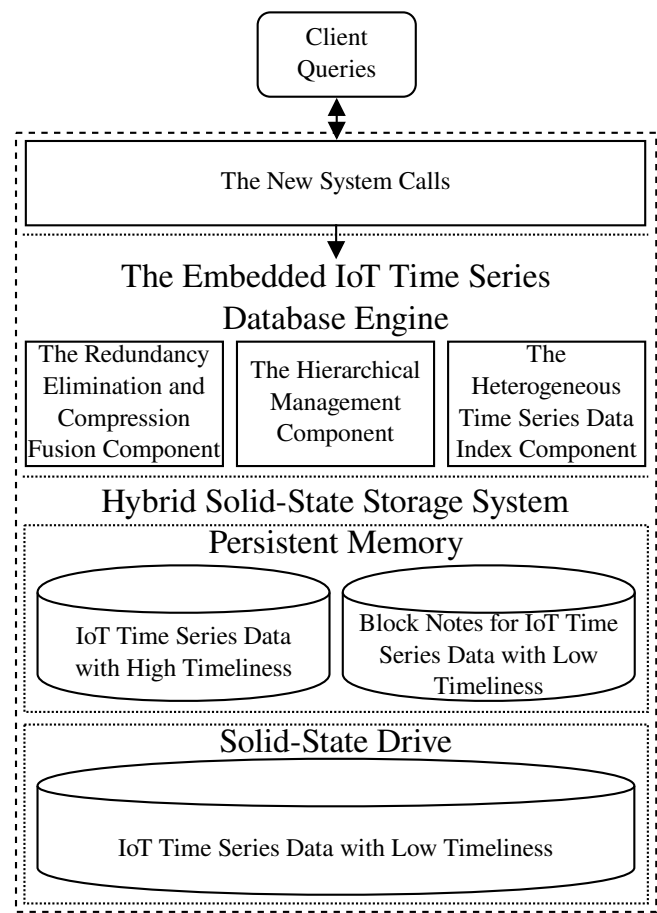 Client
Queries
The New System Calls
The Embedded IoT Time Series
Database Engine
The Redundancy
Elimination and
Compression
Fusion Component
The Hierarchical
Management
Component
The
Heterogeneous
Time Series Data
Index Component
Hybrid Solid-State Storage System
Persistent Memory
IoT Time Series Data
with High Timeliness
Block Notes for IoT Time
Series Data with Low
Timeliness
Solid-State Drive
IoT Time Series Data with Low Timeliness